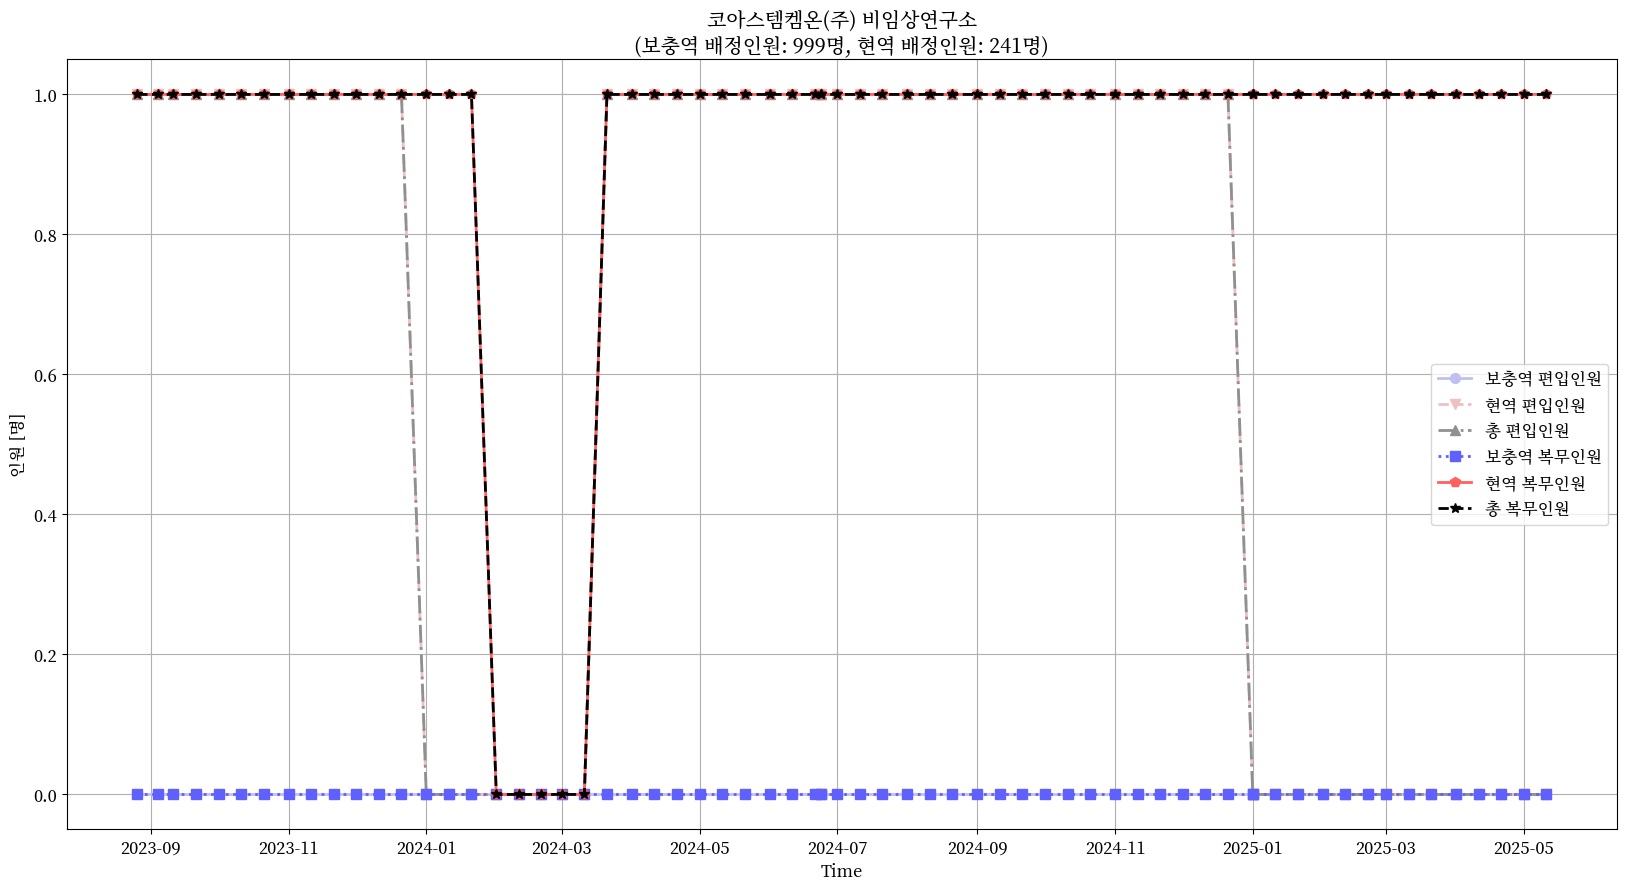 코아스템켐온(주) 비임상연구소
(보충역 배정인원: 999명, 현역 배정인원: 241명)
1.0
0.8
0.6
0.4
0.2
0.0
인원 [명]
보충역 편입인원
현역 편입인원
총 편입인원
보충역 복무인원
현역 복무인원
총 복무인원
2023-09 2023-11 2024-01 2024-03 2024-05 2024-07 2024-09 2024-11 2025-01 2025-03 2025-05
Time